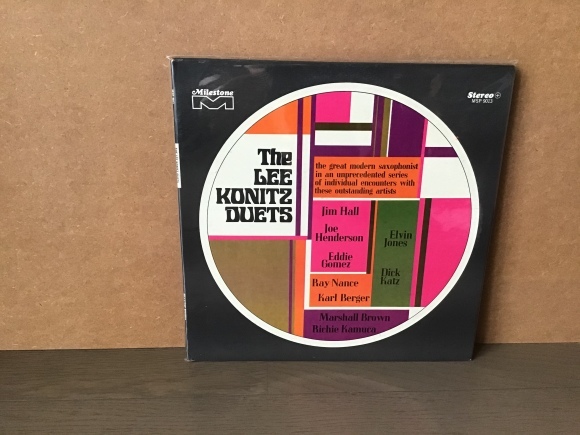 Milestone
M
Stereo
MSP 9013
The
LEE
KONITZ
DUETS
the great modern saxophonist
in an unprecedented series
of individual encounters with
these outstanding artists
Jim Hall
Joe
Henderson
Eddie
Gomez
Elvin
Jones
Dick
Katz
Ray Nance
Karl Berger
Marshall Brown
Richie Kamuca